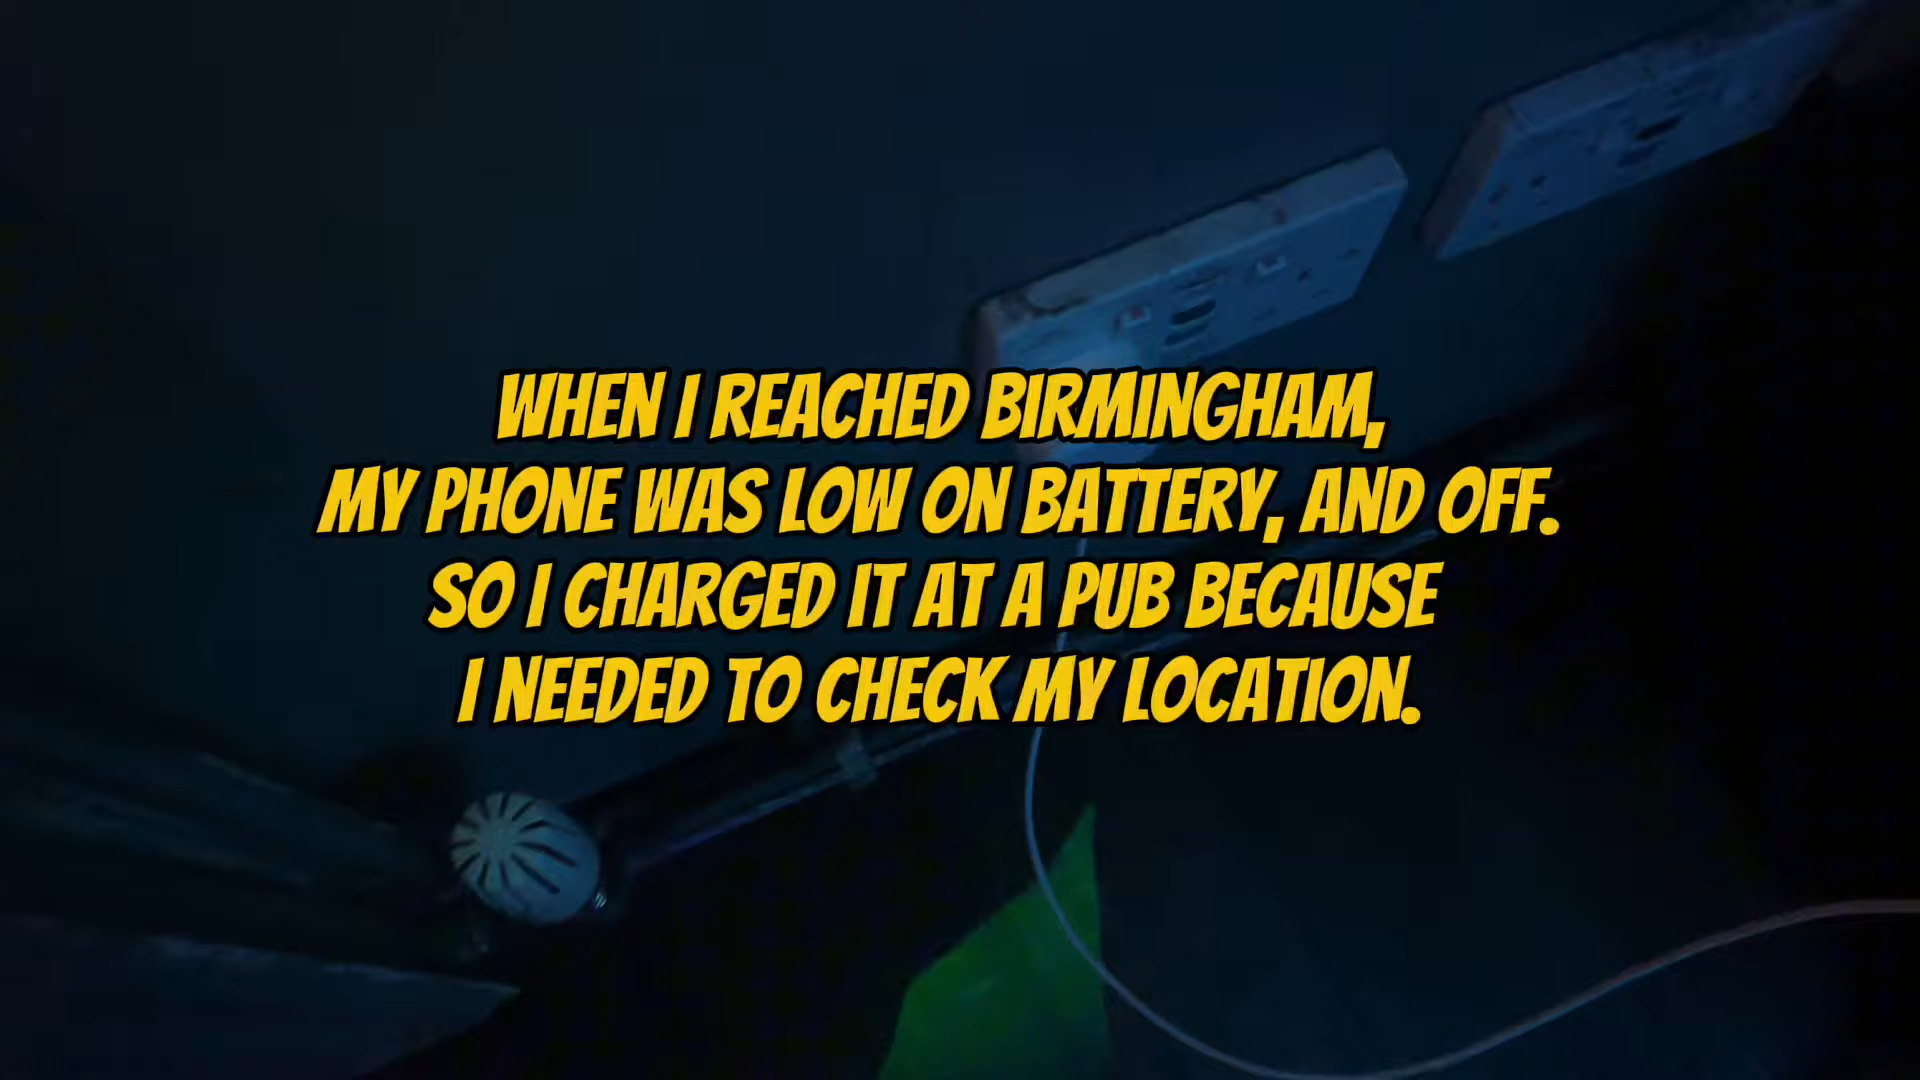 WHEN I REACHED BIRMINGHAM,
MY PHONE WAS LOW ON BATTERY, AND OFF.
SO I CHARGED IT AT A PUB BECAUSE
I NEEDED TO CHECK MY LOCATION.